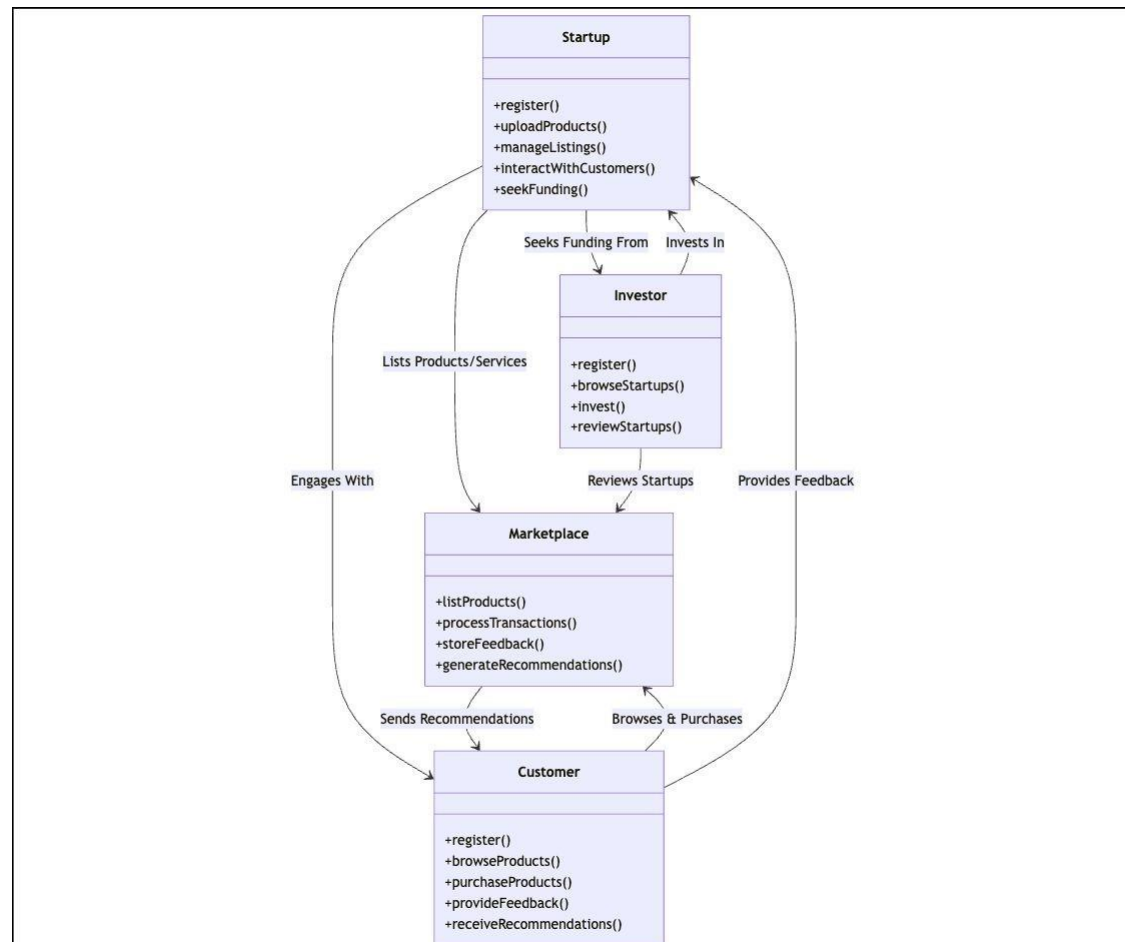 Startup
+register()
+uploadProducts()
+manageListings()
+interactWithCustomers()
+seekFunding()
Seeks Funding From
Invests In
Investor
+register()
+browseStartups()
+invest()
+reviewStartups()
Lists Products/Services
Engages With
Reviews Startups
Provides Feedback
Marketplace
+listProducts()
+processTransactions()
+storeFeedback()
+generateRecommendations()
Sends Recommendations
Browses & Purchases
Customer
+register()
+browseProducts()
+purchaseProducts()
+provideFeedback()
+receiveRecommendations()